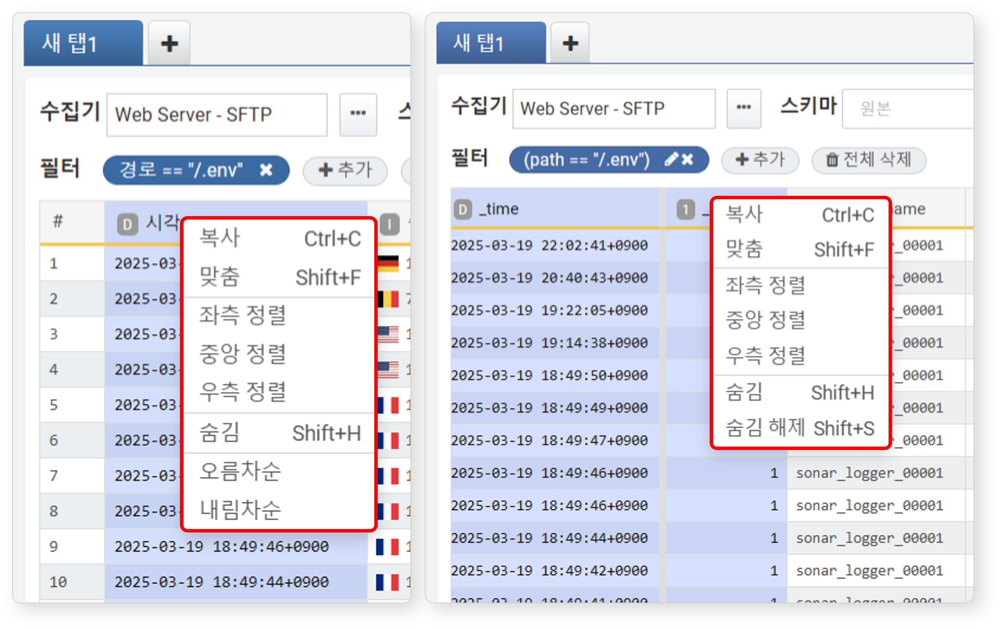 새 탭1
수집기 Web Server - SFTP
필터 경로 == "/.env" 추가
# D 시각 I
1 2025-03-
2 2025-03-
3 2025-03-
4 2025-03-
5 2025-03-
6 2025-03-
7 2025-03-
8 2025-03-
9 2025-03-19 18:49:46+0900 1
10 2025-03-19 18:49:44+0900 1
복사 Ctrl+C
맞춤 Shift+F
좌측 정렬
중앙 정렬
우측 정렬
숨김 Shift+H
오름차순
내림차순
새 탭1
수집기 Web Server - SFTP ... 스키마 원본
필터 (path == "/.env") 추가 전체 삭제
D _time 1 _ name
2025-03-19 22:02:41+0900 _00001
2025-03-19 20:40:43+0900 _00001
2025-03-19 19:22:05+0900 _00001
2025-03-19 19:14:38+0900 _00001
2025-03-19 18:49:50+0900 _00001
2025-03-19 18:49:49+0900 _00001
2025-03-19 18:49:47+0900 _00001
2025-03-19 18:49:46+0900 1 sonar_logger_00001
2025-03-19 18:49:46+0900 1 sonar_logger_00001
2025-03-19 18:49:44+0900 1 sonar_logger_00001
2025-03-19 18:49:42+0900 1 sonar_logger_00001
2025-03-19 18:49:41+0900 1 sonar_logger_00001
복사 Ctrl+C
맞춤 Shift+F
좌측 정렬
중앙 정렬
우측 정렬
숨김 Shift+H
숨김 해제 Shift+S